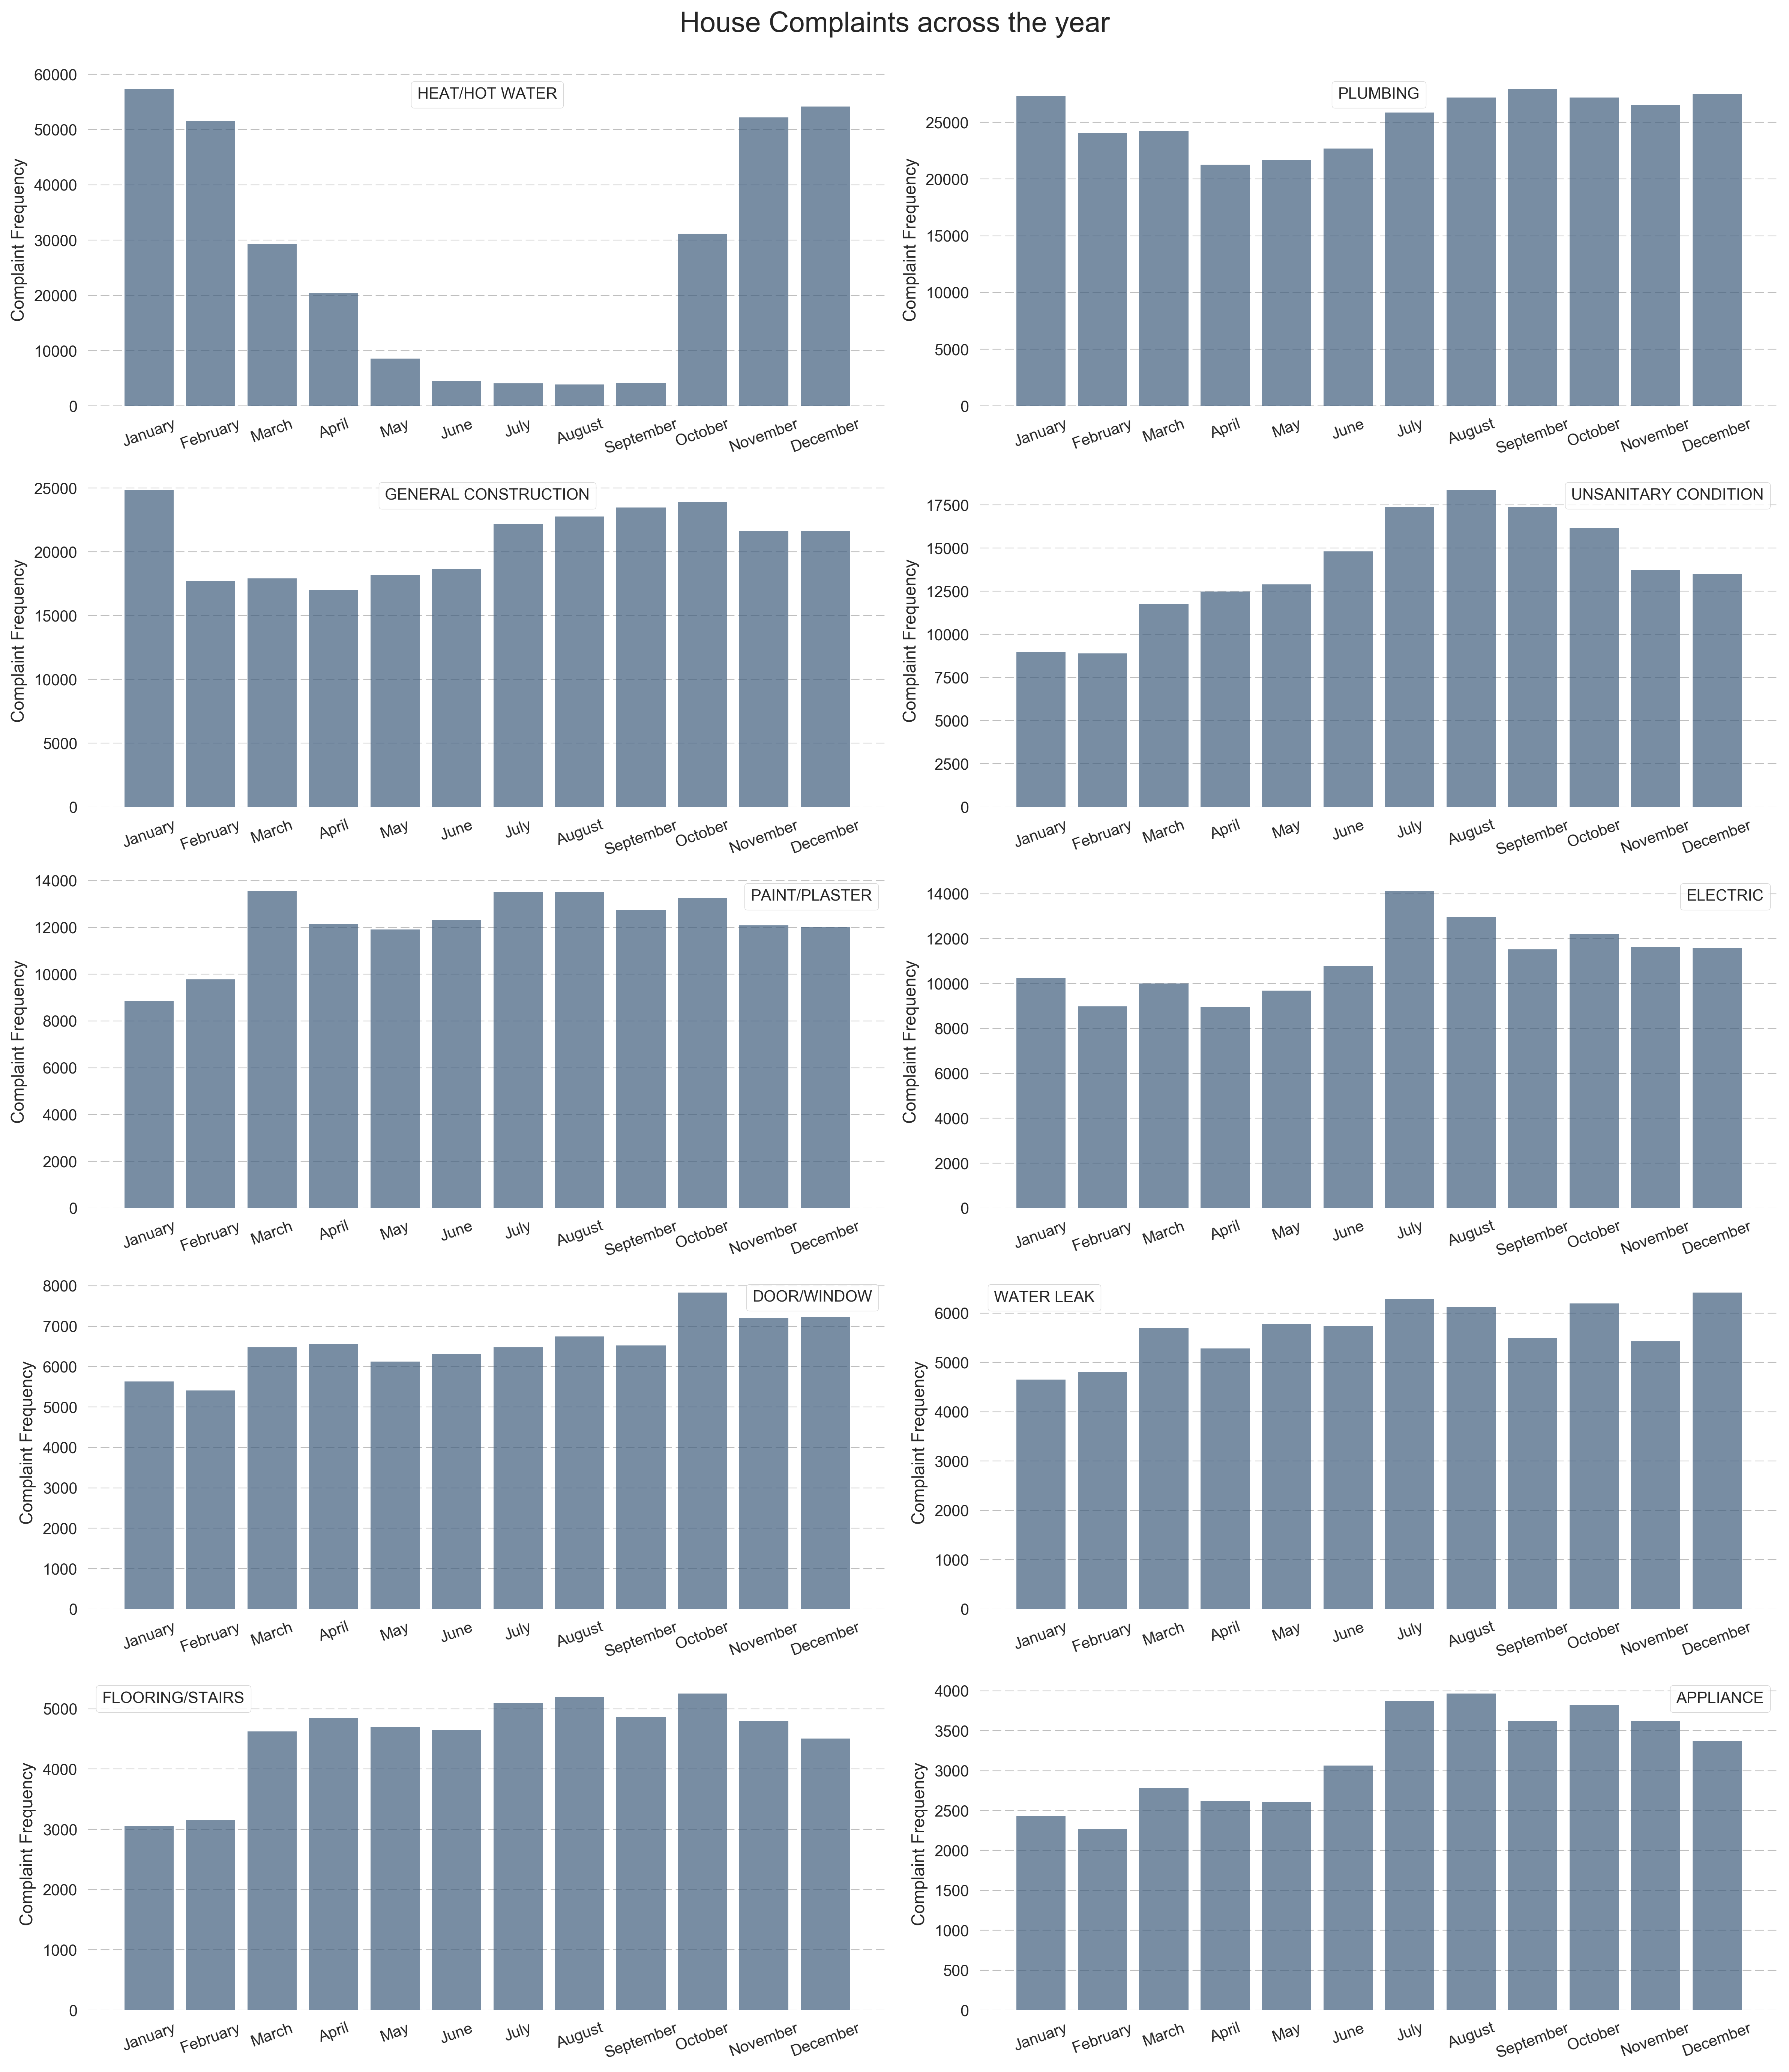 House Complaints across the year
HEAT/HOT WATER
Complaint Frequency
60000
50000
40000
30000
20000
10000
0
January February March April May June July August September October November December
PLUMBING
Complaint Frequency
25000
20000
15000
10000
5000
0
January February March April May June July August September October November December
GENERAL CONSTRUCTION
Complaint Frequency
25000
20000
15000
10000
5000
0
January February March April May June July August September October November December
UNSANITARY CONDITION
Complaint Frequency
17500
15000
12500
10000
7500
5000
2500
0
January February March April May June July August September October November December
PAINT/PLASTER
Complaint Frequency
14000
12000
10000
8000
6000
4000
2000
0
January February March April May June July August September October November December
ELECTRIC
Complaint Frequency
14000
12000
10000
8000
6000
4000
2000
0
January February March April May June July August September October November December
DOOR/WINDOW
Complaint Frequency
8000
7000
6000
5000
4000
3000
2000
1000
0
January February March April May June July August September October November December
WATER LEAK
Complaint Frequency
6000
5000
4000
3000
2000
1000
0
January February March April May June July August September October November December
FLOORING/STAIRS
Complaint Frequency
5000
4000
3000
2000
1000
0
January February March April May June July August September October November December
APPLIANCE
Complaint Frequency
4000
3500
3000
2500
2000
1500
1000
500
0
January February March April May June July August September October November December